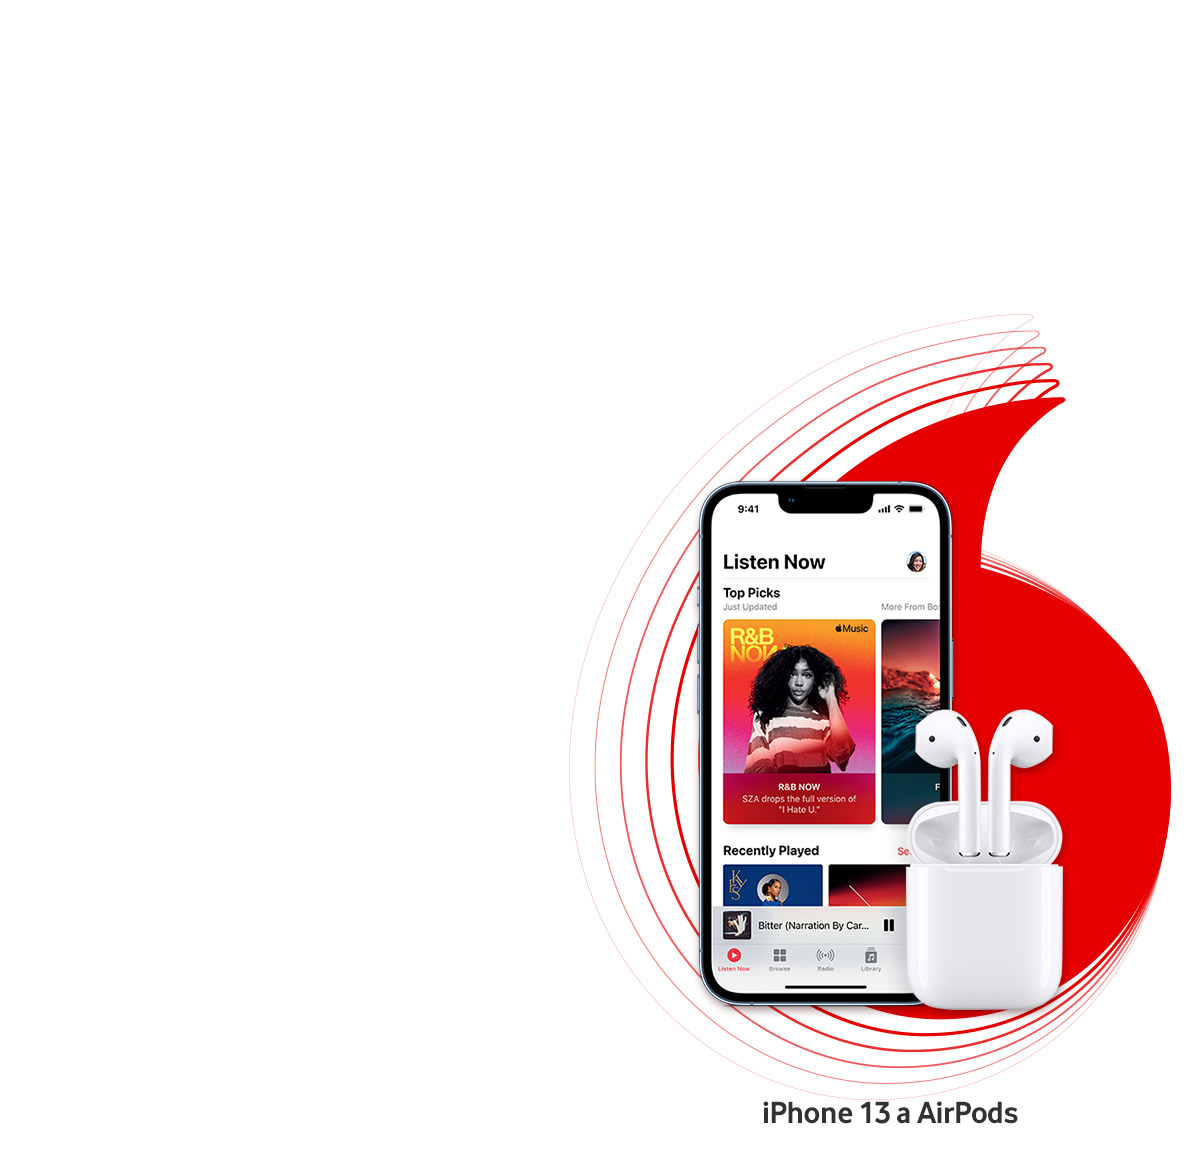 9:41
Listen Now
Top Picks
Just Updated
More From Bo
R&B
NOW
Music
R&B NOW
SZA drops the full version of
"I Hate U."
F
Recently Played
Se
KEYS
Bitter (Narration By Car...
Listen Now
Browse
Radio
Library
iPhone 13 a AirPods